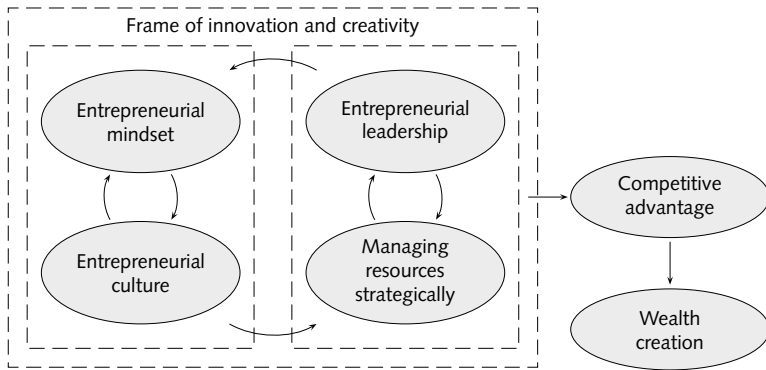 Frame of innovation and creativity
Entrepreneurial
mindset
Entrepreneurial
culture
Entrepreneurial
leadership
Managing
resources
strategically
Competitive
advantage
Wealth
creation